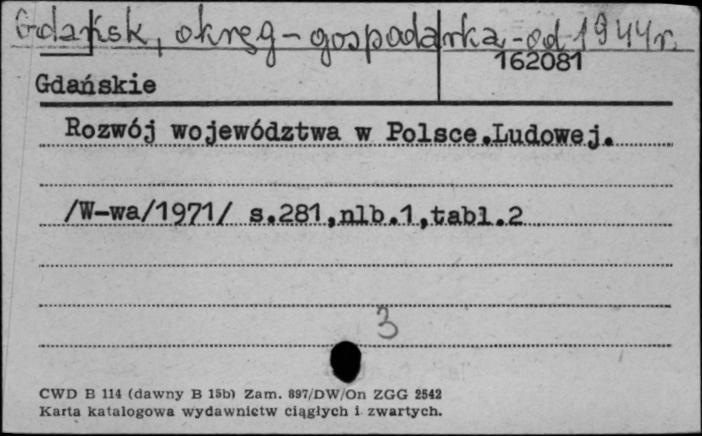 Gdańsk, okręg - gospodarka - od 1944 r.
162081
Gdańskie
Rozwój województwa w Polsce.Ludowej.
/W-wa/1971/ s.281,nlb.1,tabl.2
3
CWD B 114 (dawny B 15b) Zam. 897/DW/On ZGG 2542
Karta katalogowa wydawnictw ciągłych i zwartych.